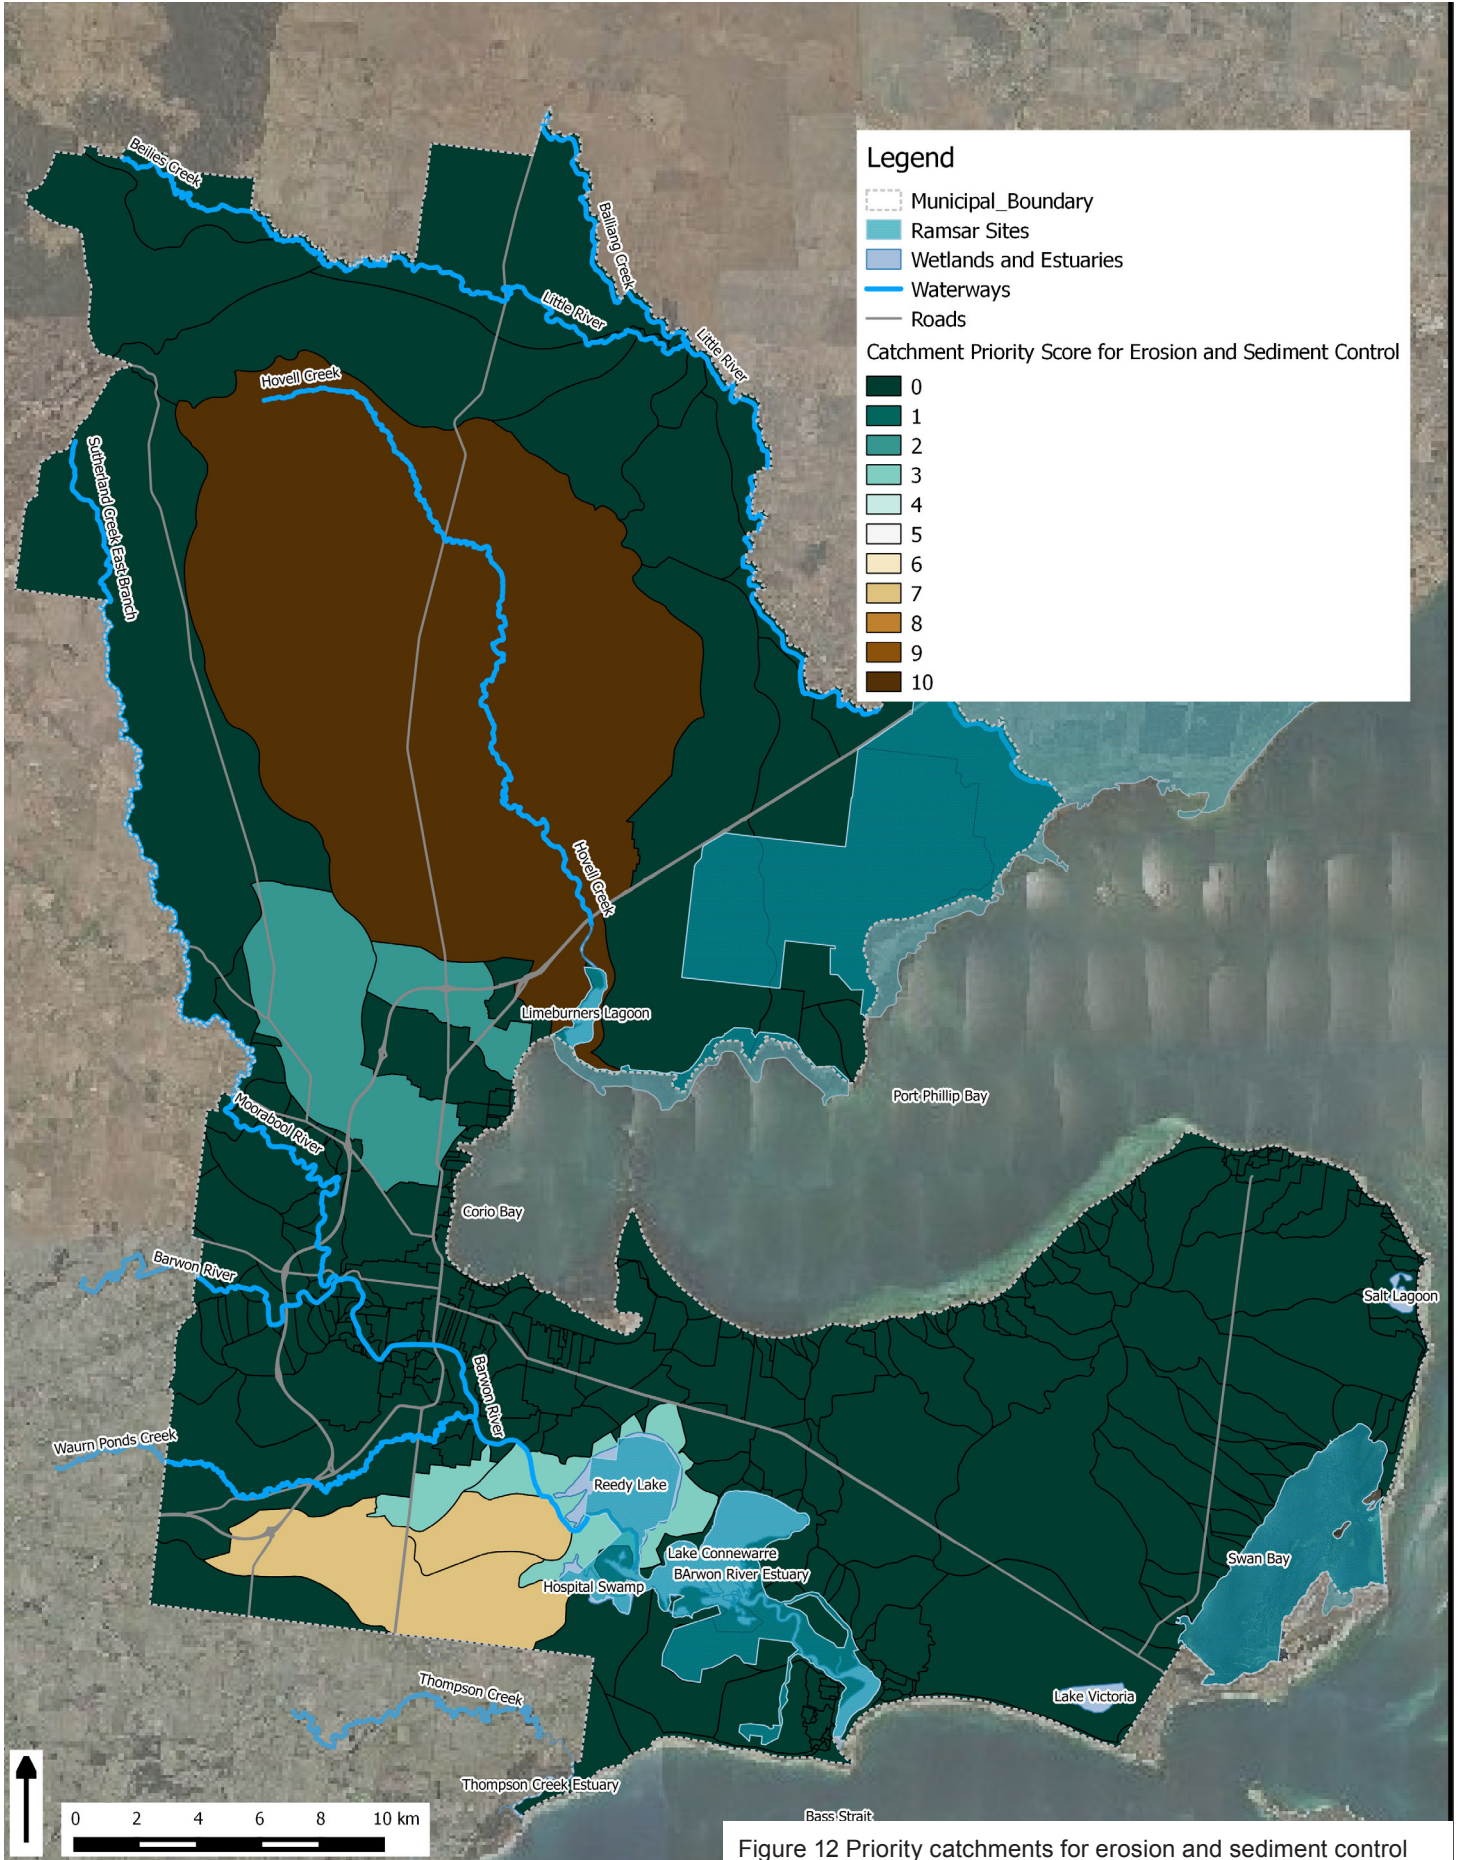 Beilles Creek
Balliang Creek
Legend
Municipal_Boundary
Ramsar Sites
Wetlands and Estuaries
Waterways
Roads
Catchment Priority Score for Erosion and Sediment Control
0
1
2
3
4
5
6
7
8
9
10
Little River
Little River
Hovell Creek
Sutherland Creek East Branch
Hovell Creek
Limeburners Lagoon
Port Phillip Bay
Moorabool River
Corio Bay
Barwon River
Salt Lagoon
Barwon River
Waurn Ponds Creek
Reedy Lake
Lake Connewarre
BArwon River Estuary
Swan Bay
Hospital Swamp
Thompson Creek
Lake Victoria
Thompson Creek Estuary
Bass Strait
0 2 4 6 8 10 km
Figure 12 Priority catchments for erosion and sediment control